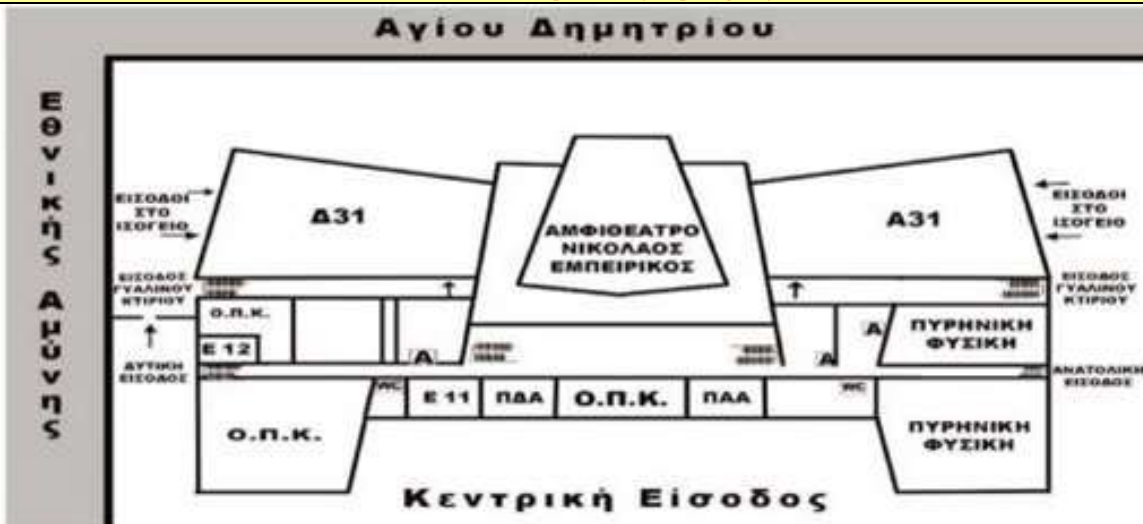 Αγίου Δημητρίου
Εθνικής Αμύνης
ΕΙΣΟΔΟΙ
ΣΤΟ
ΙΣΟΓΕΙΟ
Δ31
ΑΜΦΙΘΕΑΤΡΟ
ΝΙΚΟΛΑΟΣ
ΕΜΠΕΙΡΙΚΟΣ
Α31
ΕΙΣΟΔΟΙ
ΣΤΟ
ΙΣΟΓΕΙΟ
ΕΙΣΟΔΟΣ
ΓΥΑΛΙΝΟΥ
ΚΤΙΡΙΟΥ
ΕΙΣΟΔΟΣ
ΓΥΑΛΙΝΟΥ
ΚΤΙΡΙΟΥ
Ο.Π.Κ.
Ε 12
Α
Α
Α
ΠΥΡΗΝΙΚΗ
ΦΥΣΙΚΗ
ΔΥΤΙΚΗ
ΕΙΣΟΔΟΣ
ΑΝΑΤΟΛΙΚΗ
ΕΙΣΟΔΟΣ
WC
Ε 11
ΠΔΑ
Ο.Π.Κ.
ΠΑΑ
WC
Ο.Π.Κ.
ΠΥΡΗΝΙΚΗ
ΦΥΣΙΚΗ
Κεντρική Είσοδος